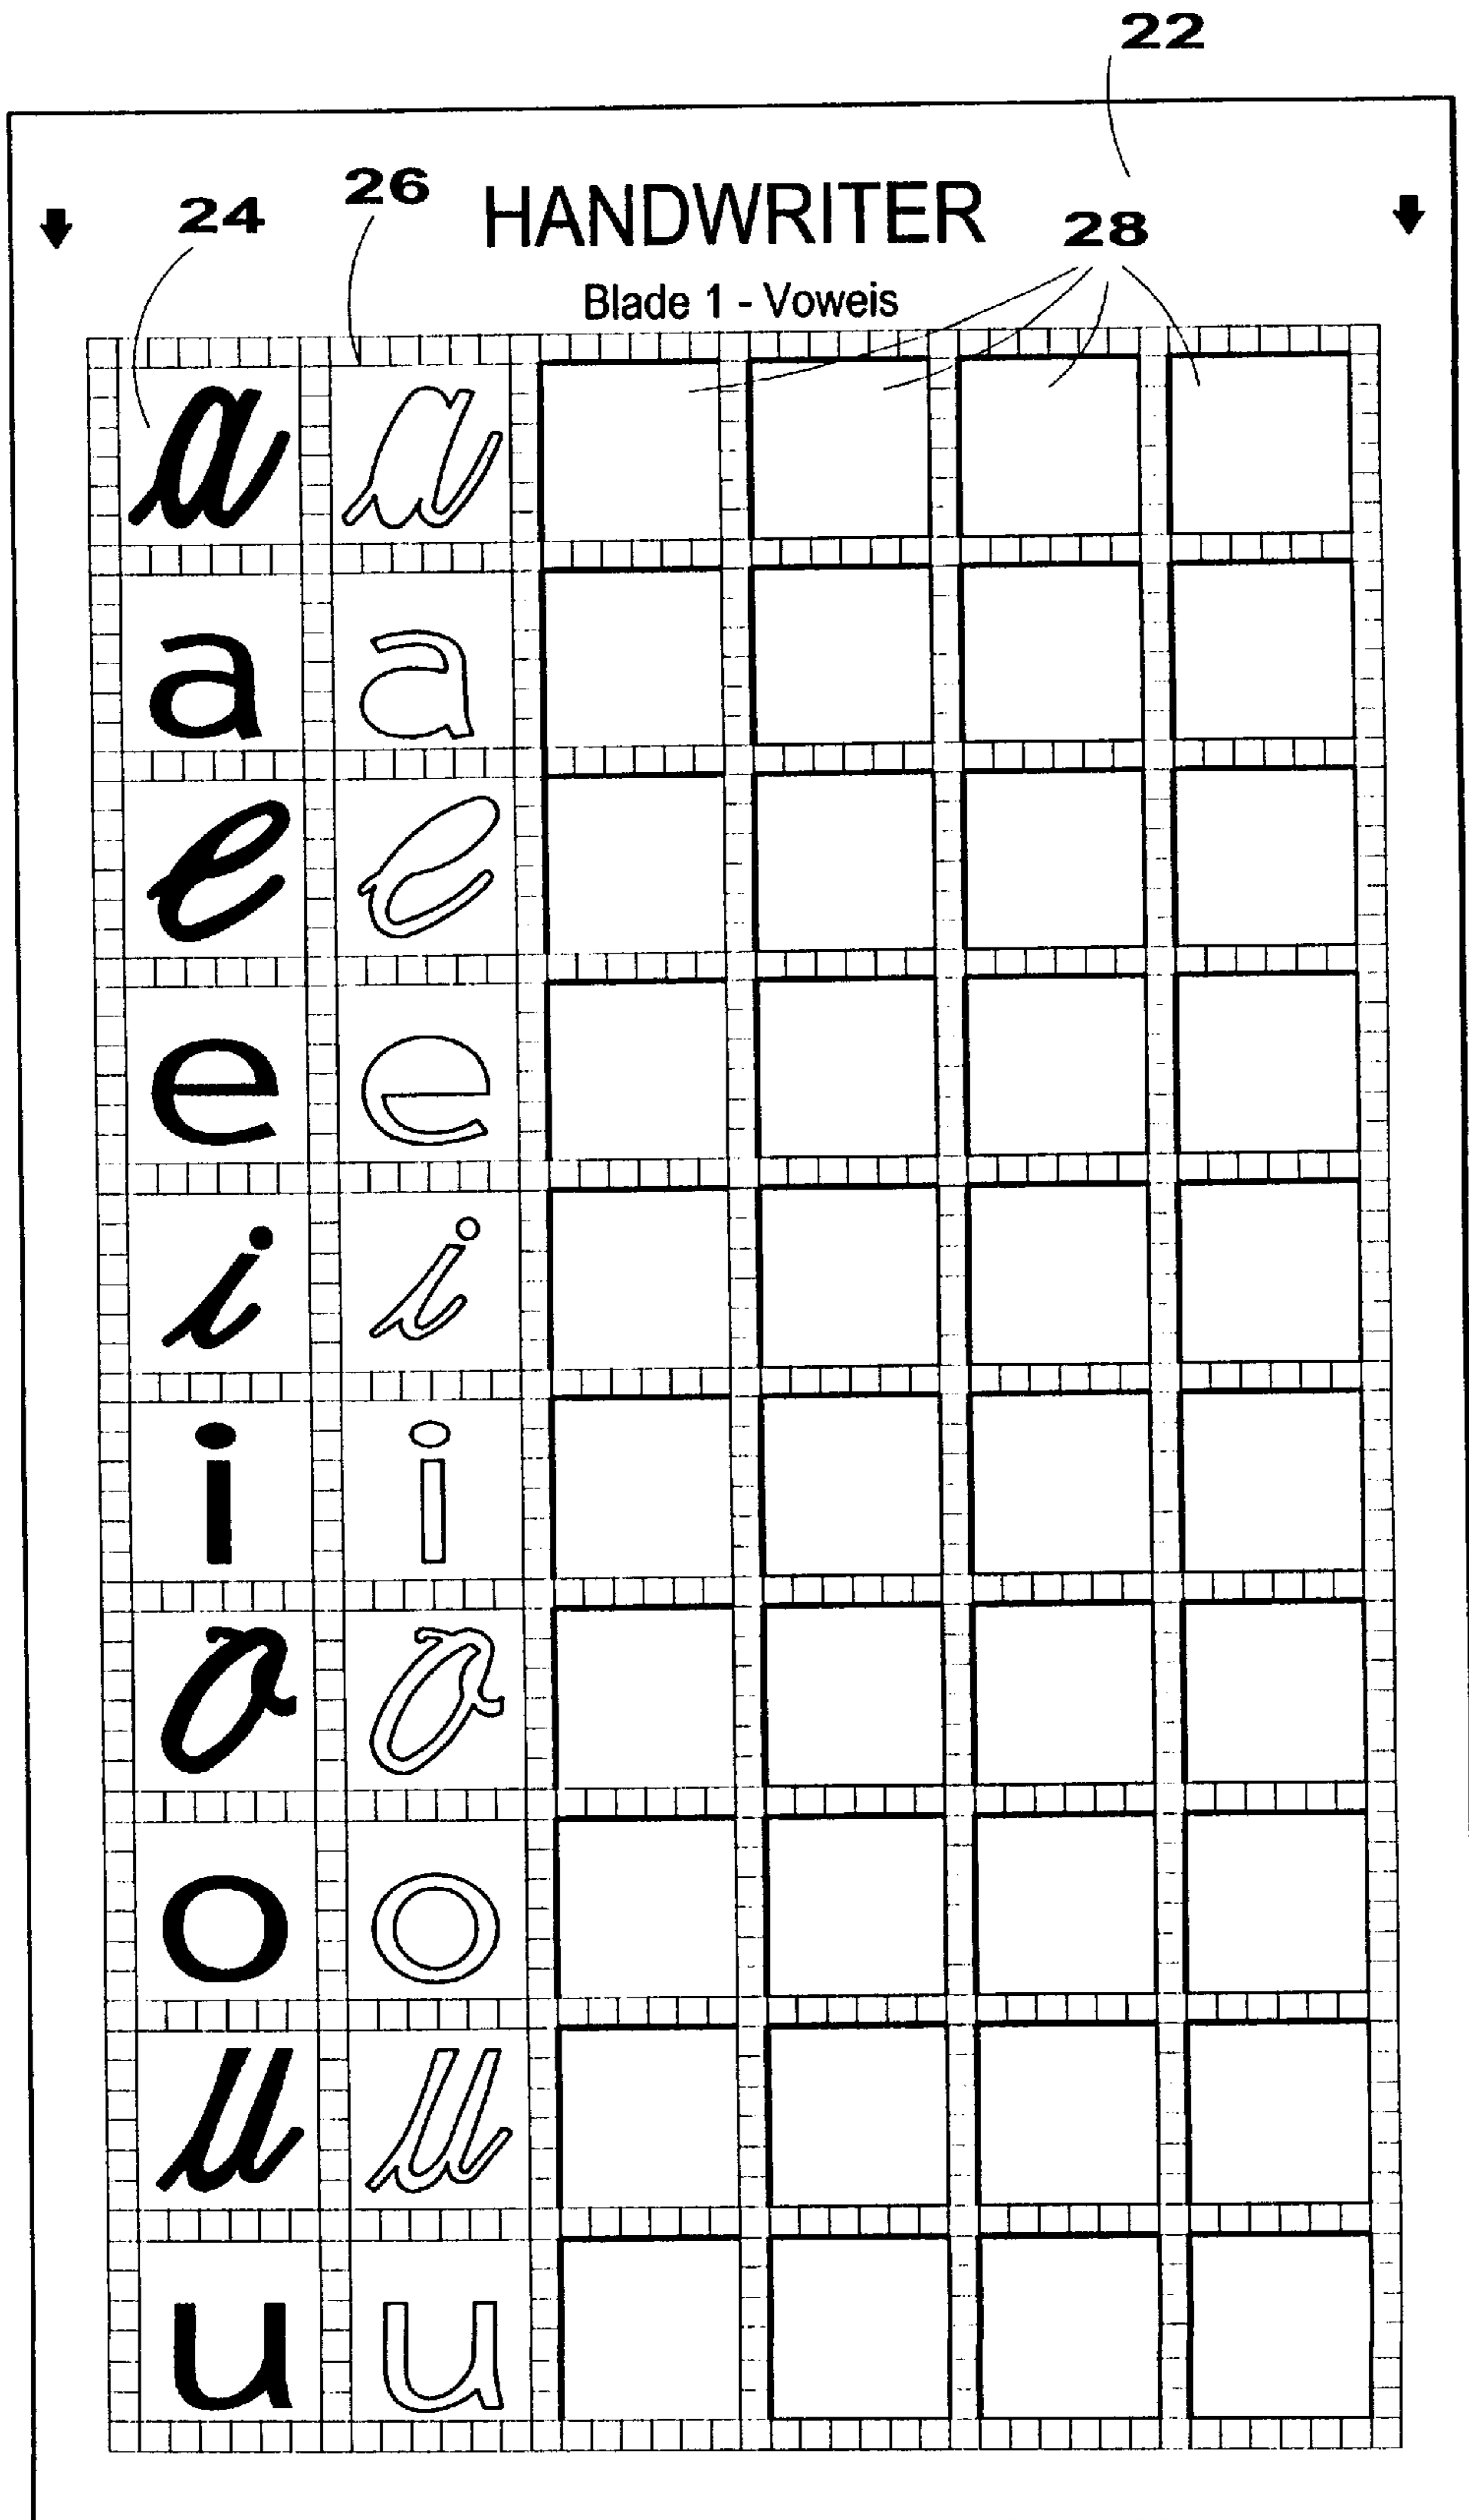 22
24 26 HANDWRITER 28
Blade 1 - Voweis
a a
a a
e e
e e
i i
i i
o o
o o
u u
u u